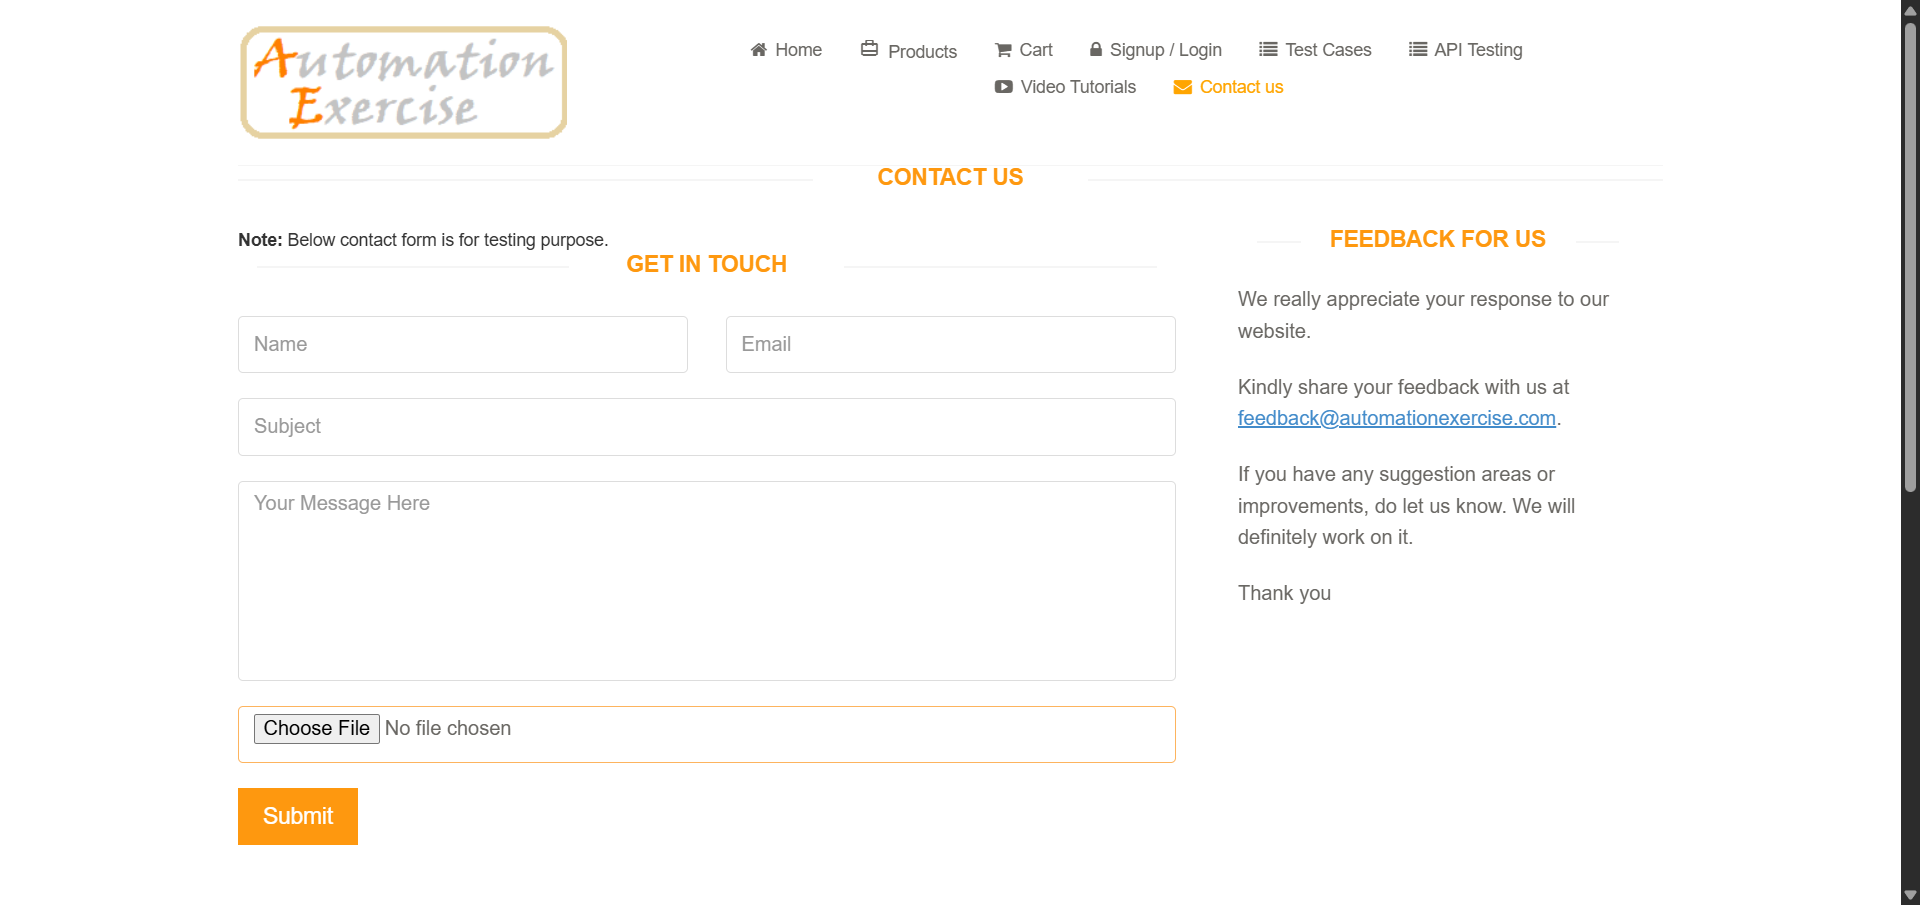 Automation
Exercise
Home
Products
Cart
Signup / Login
Test Cases
API Testing
Video Tutorials
Contact us
CONTACT US
Note: Below contact form is for testing purpose.
GET IN TOUCH
Name
Email
Subject
Your Message Here
Choose File No file chosen
Submit
FEEDBACK FOR US
We really appreciate your response to our
website.
Kindly share your feedback with us at
feedback@automationexercise.com.
If you have any suggestion areas or
improvements, do let us know. We will
definitely work on it.
Thank you